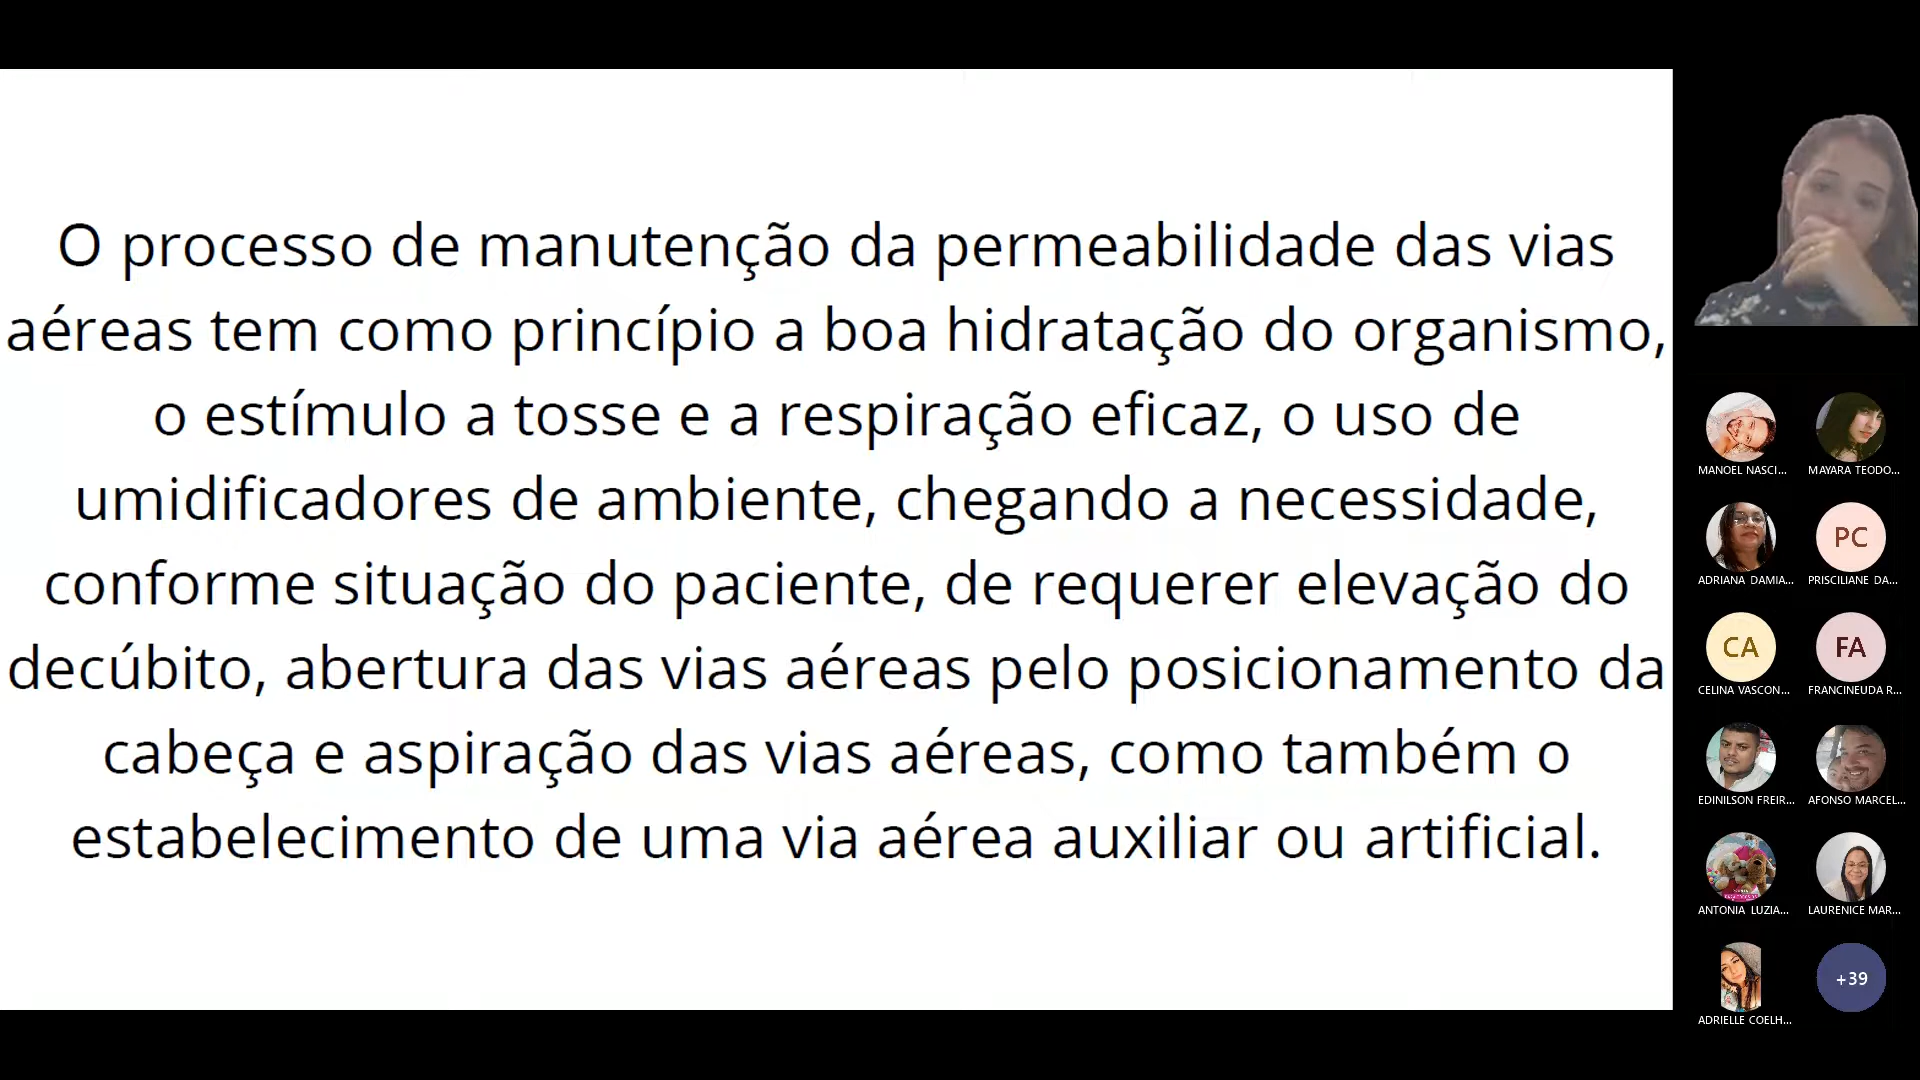 O processo de manutenção da permeabilidade das vias
aéreas tem como princípio a boa hidratação do organismo,
o estímulo a tosse e a respiração eficaz, o uso de
umidificadores de ambiente, chegando a necessidade,
conforme situação do paciente, de requerer elevação do
decúbito, abertura das vias aéreas pelo posicionamento da
cabeça e aspiração das vias aéreas, como também o
estabelecimento de uma via aérea auxiliar ou artificial.
MANOEL NASCI...
MAYARA TEODO...
PC
ADRIANA DAMIA...
PRISCILIANE DA...
CA
FA
CELINA VASCON...
FRANCINEUDA R...
EDINILSON FREIR...
AFONSO MARCEL...
ANTONIA LUZIA...
LAURENICE MAR...
+39
ADRIELLE COELH...